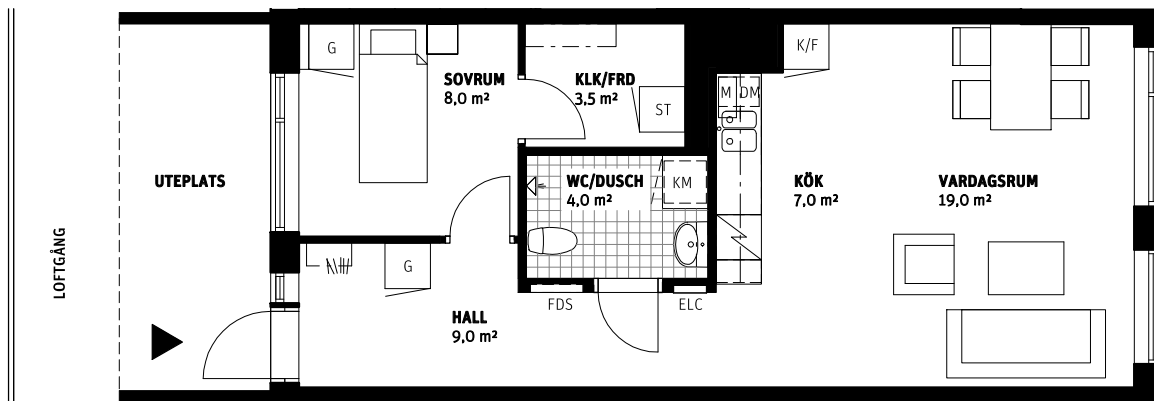 LOFTGÅNG
UTEPLATS
G
SOVRUM
8,0 m²
KLK/FRD
3,5 m²
ST
K/F
M DM
WC/DUSCH
4,0 m²
KM
KÖK
7,0 m²
VARDAGSRUM
19,0 m²
G
HALL
9,0 m²
FDS
ELC